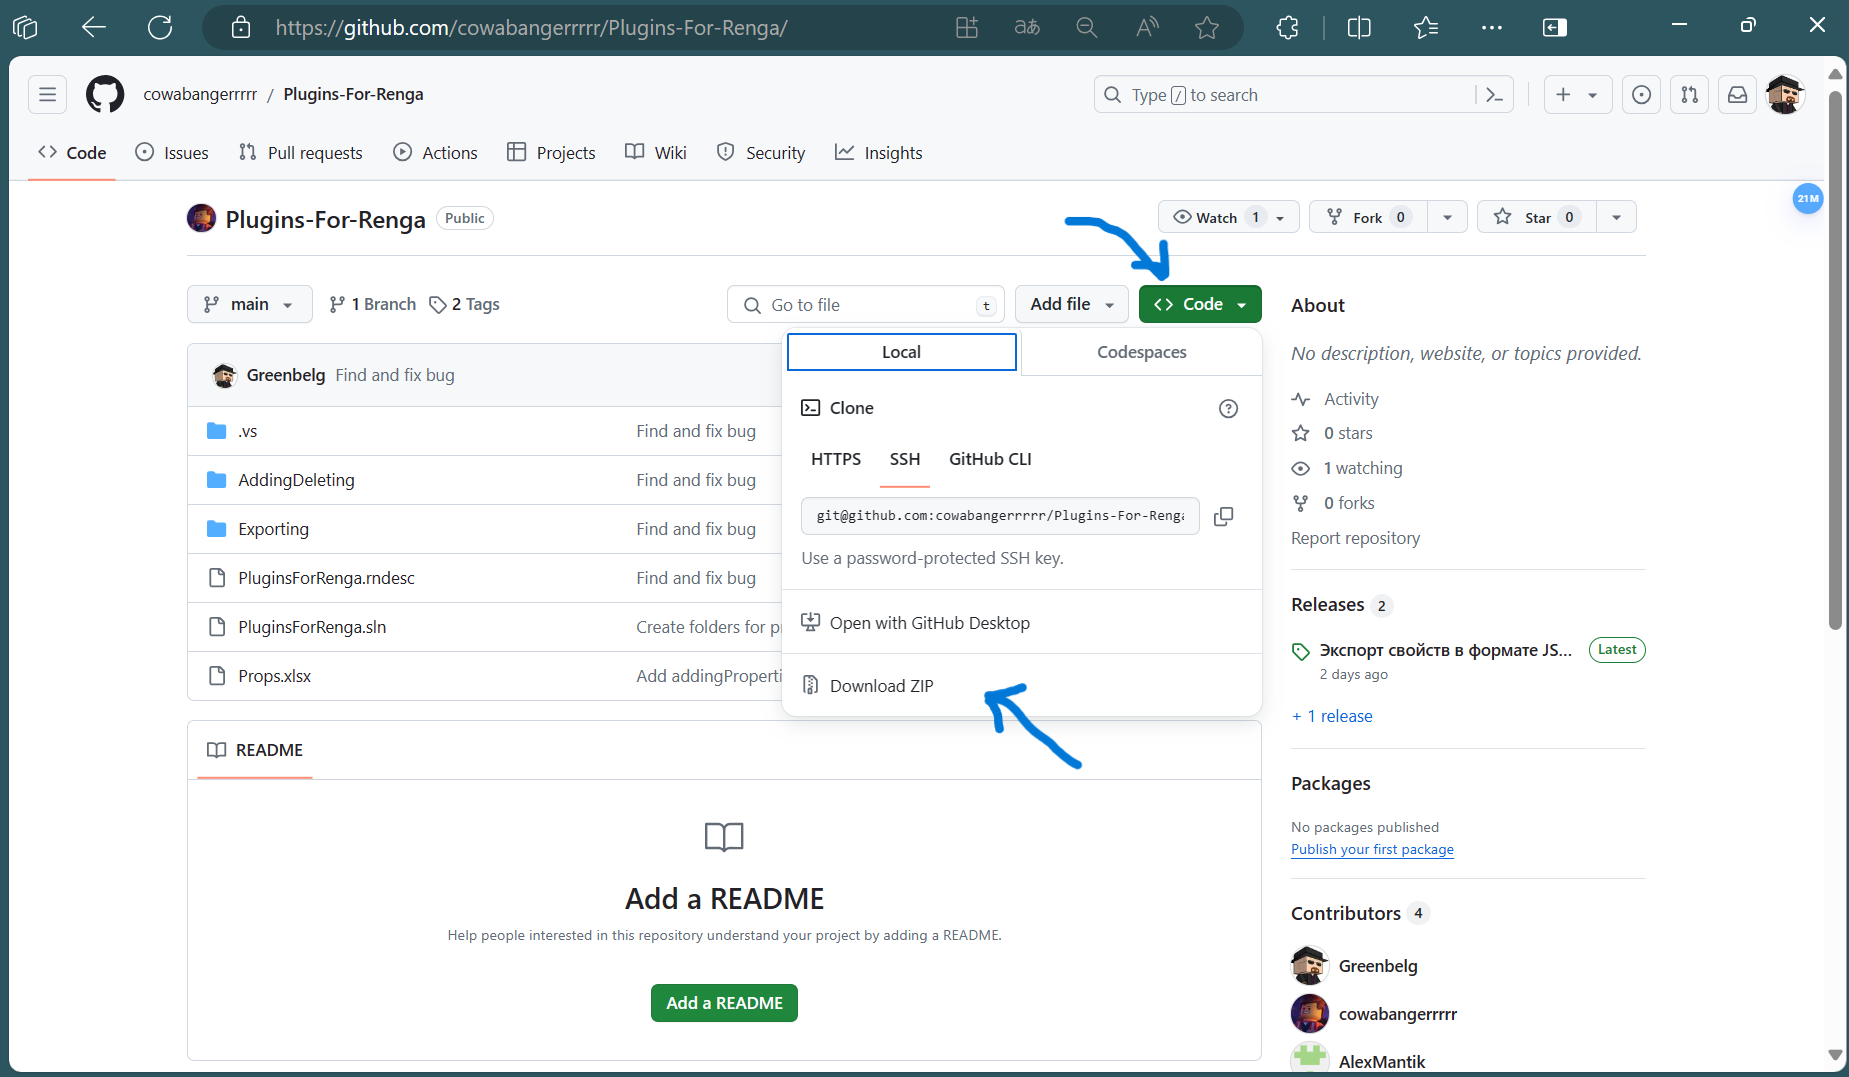 https://github.com/cowabangerrrrr/Plugins-For-Renga/
cowabangerrrrr / Plugins-For-Renga
Type / to search
Code Issues Pull requests Actions Projects Wiki Security Insights
21M
Plugins-For-Renga Public
Watch 1 Fork 0 Star 0
main 1 Branch 2 Tags Go to file t Add file Code
Local Codespaces
Clone
HTTPS SSH GitHub CLI
git@github.com:cowabangerrrrr/Plugins-For-Renga
Use a password-protected SSH key.
Open with GitHub Desktop
Download ZIP
Greenbelg Find and fix bug
.vs Find and fix bug
AddingDeleting Find and fix bug
Exporting Find and fix bug
PluginsForRenga.rndesc Find and fix bug
PluginsForRenga.sln Create folders for p
Props.xlsx Add addingProperti
README
Add a README
Help people interested in this repository understand your project by adding a README.
Add a README
About
No description, website, or topics provided.
Activity
0 stars
1 watching
0 forks
Report repository
Releases 2
Экспорт свойств в формате JS... Latest
2 days ago
+ 1 release
Packages
No packages published
Publish your first package
Contributors 4
Greenbelg
cowabangerrrrr
AlexMantik